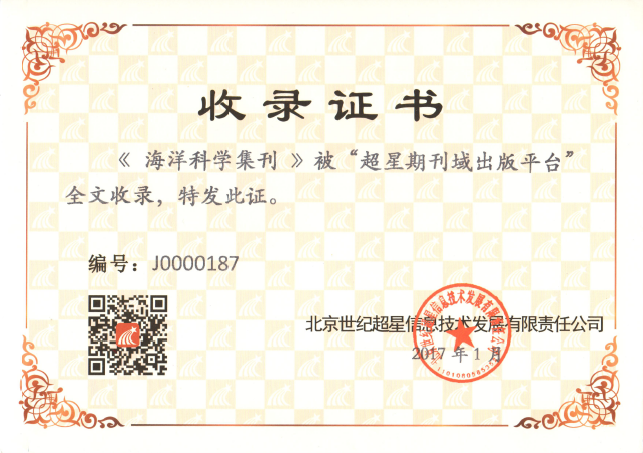 收录证书
《 海洋科学集刊 》被“超星期刊域出版平台”
全文收录，特发此证。
编号：J0000187
北京世纪超星信息技术发展有限责任公司
2017 年 1 月